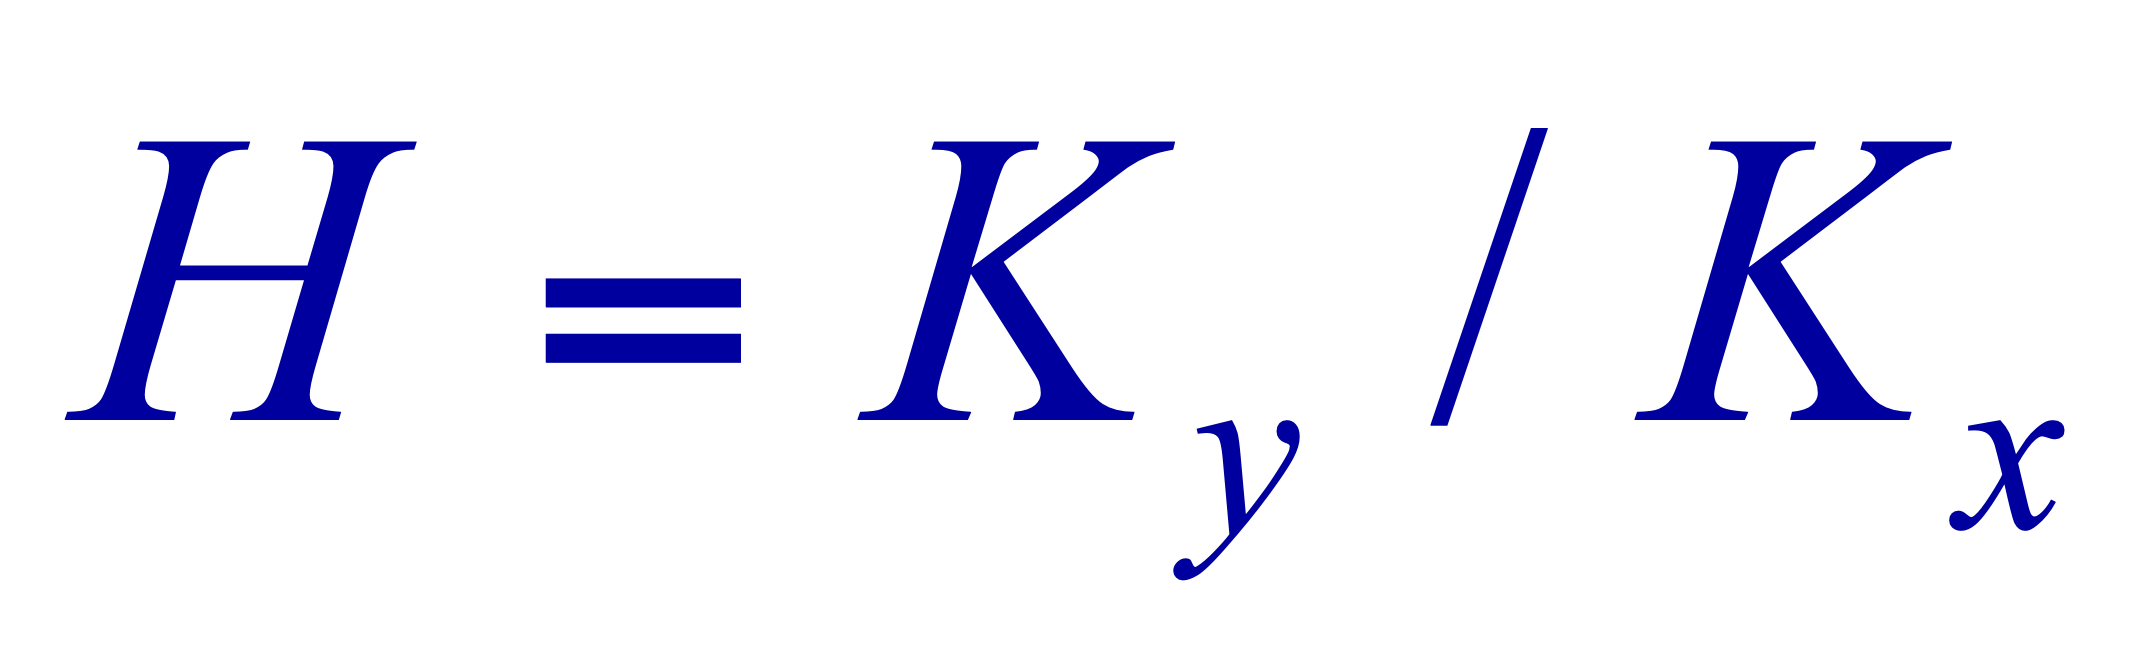 H = K_y / K_x